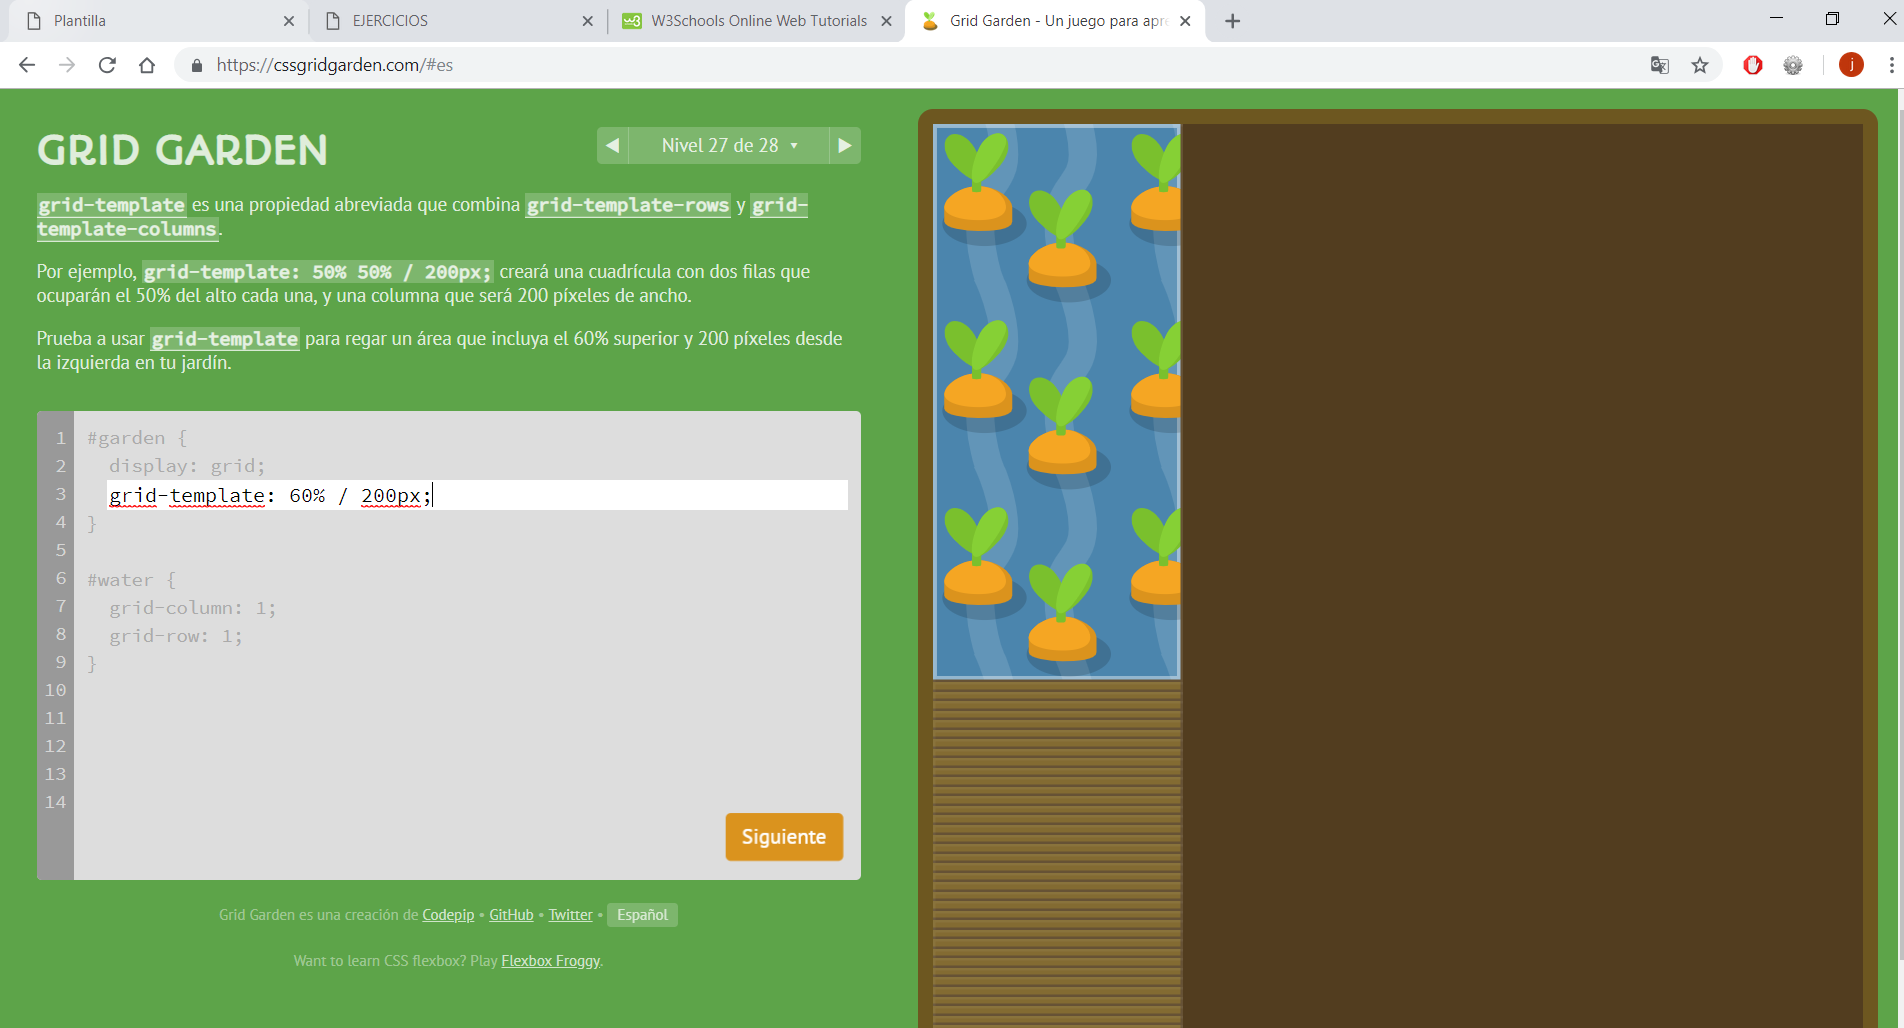 Plantilla
EJERCICIOS
W3Schools Online Web Tutorials
Grid Garden - Un juego para apre
https://cssgridgarden.com/#es
j
GRID GARDEN
Nivel 27 de 28
grid-template es una propiedad abreviada que combina grid-template-rows y grid-
template-columns.
Por ejemplo, grid-template: 50% 50% / 200px; creará una cuadrícula con dos filas que
ocuparán el 50% del alto cada una, y una columna que será 200 píxeles de ancho.
Prueba a usar grid-template para regar un área que incluya el 60% superior y 200 píxeles desde
la izquierda en tu jardín.
1 #garden {
2 display: grid;
3 grid-template: 60% / 200px;
4 }
5
6 #water {
7 grid-column: 1;
8 grid-row: 1;
9 }
10
11
12
13
14
Siguiente
Grid Garden es una creación de Codepip • GitHub • Twitter • Español
Want to learn CSS flexbox? Play Flexbox Froggy.